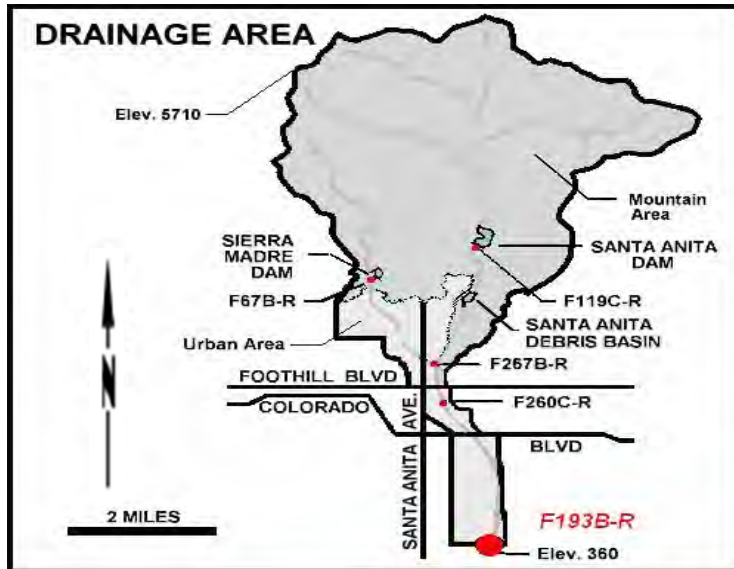 DRAINAGE AREA
Elev. 5710
Mountain
Area
SIERRA
MADRE
DAM
SANTA ANITA
DAM
F67B-R
F119C-R
SANTA ANITA
DEBRIS BASIN
Urban Area
F267B-R
FOOTHILL BLVD
COLORADO
F260C-R
BLVD
SANTA ANITA AVE.
N
2 MILES
F193B-R
Elev. 360